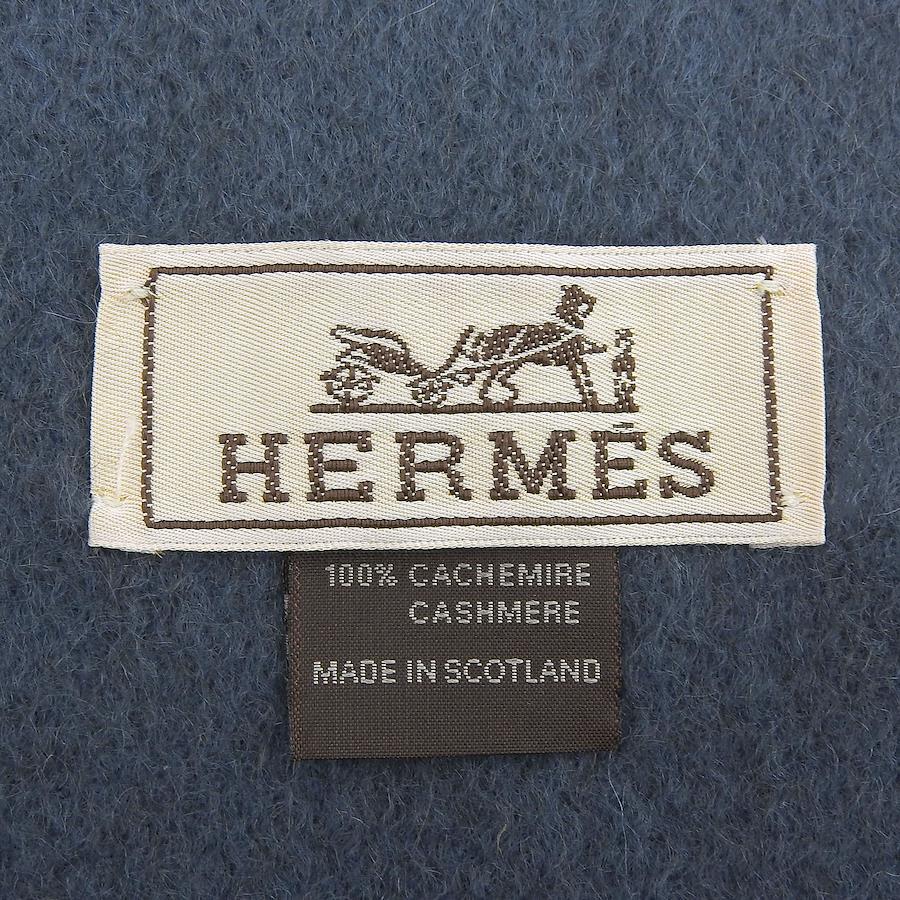 HERMÈS
100% CACHEMIRE
CASHMERE
MADE IN SCOTLAND